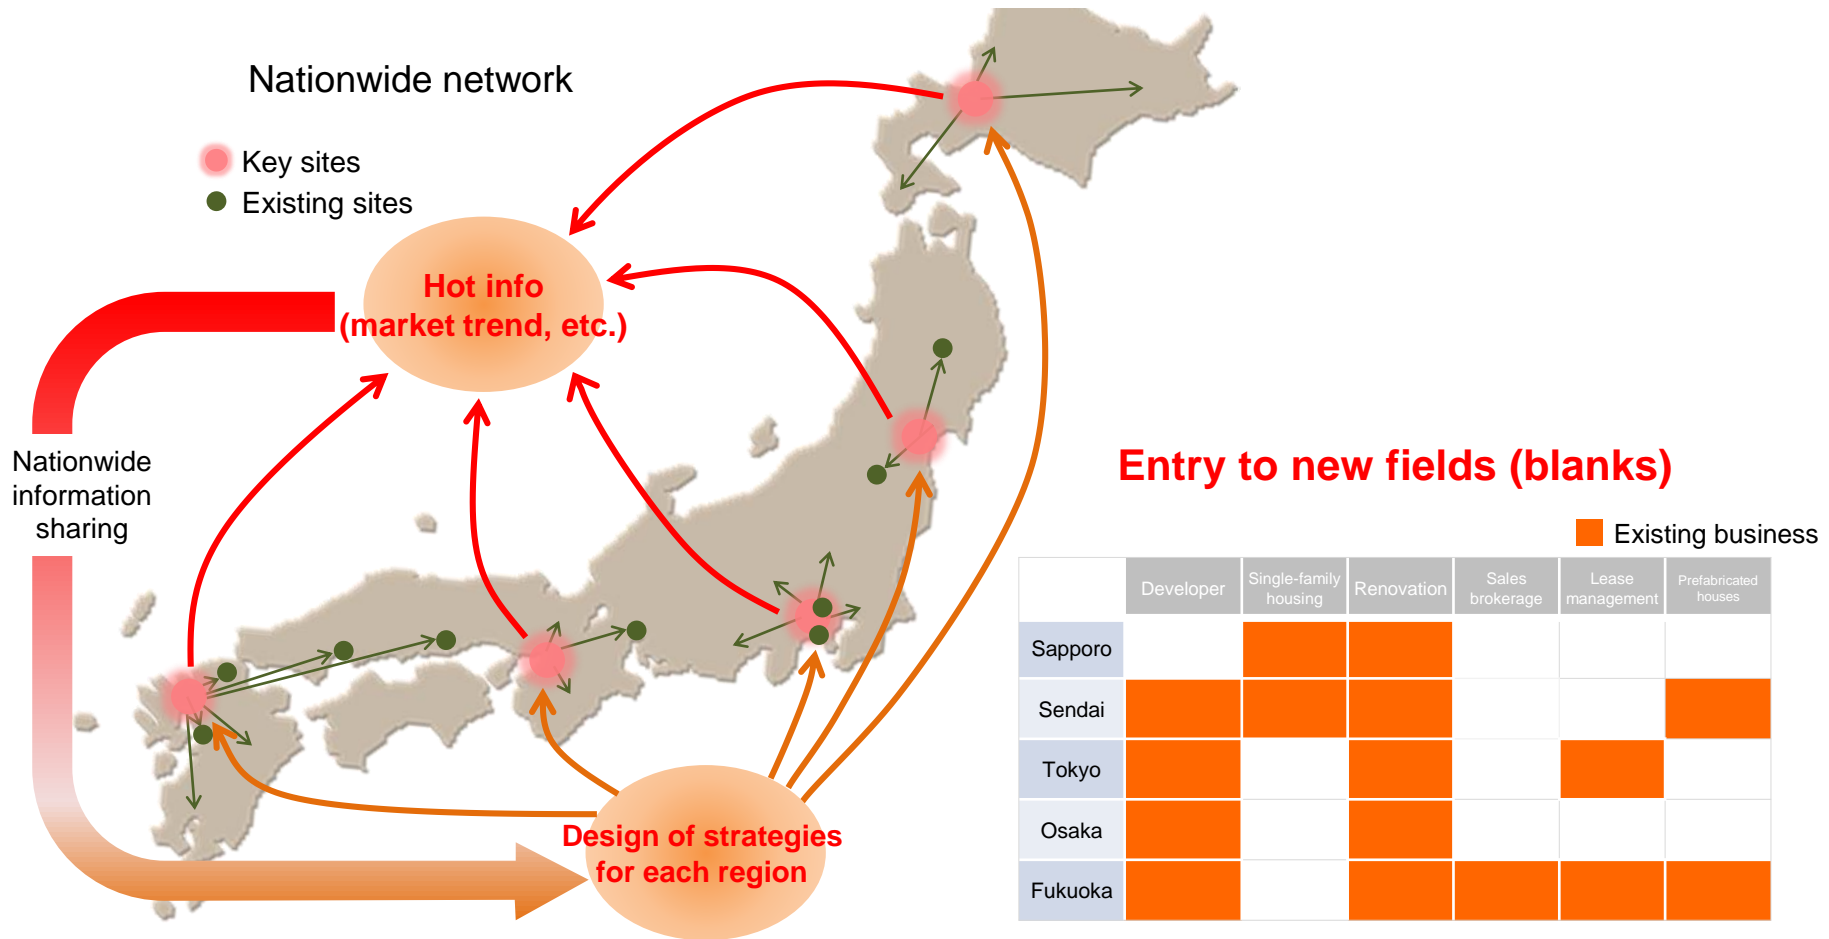 Nationwide network
Key sites
Existing sites
Hot info
(market trend, etc.)
Nationwide
information
sharing
Design of strategies
for each region
Entry to new fields (blanks)
Existing business
Developer
Single-family
housing
Renovation
Sales
brokerage
Lease
management
Prefabricated
houses
Sapporo
Sendai
Tokyo
Osaka
Fukuoka